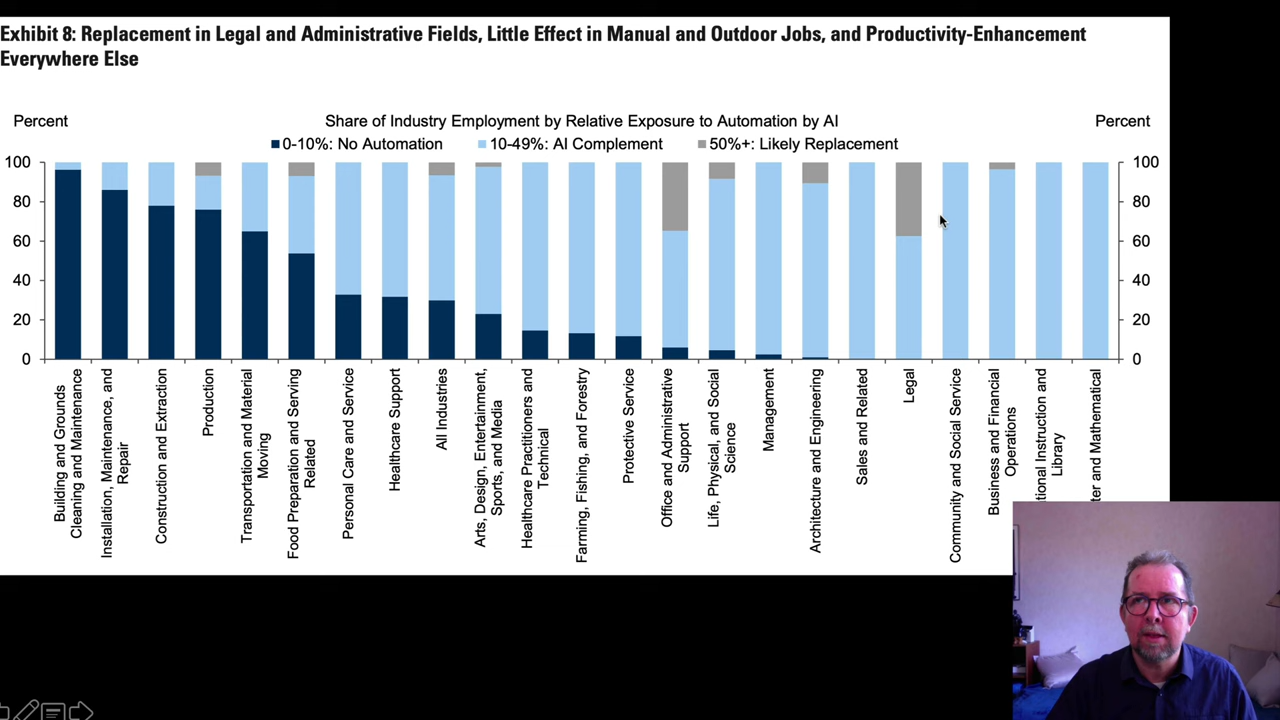 Exhibit 8: Replacement in Legal and Administrative Fields, Little Effect in Manual and Outdoor Jobs, and Productivity-Enhancement
Everywhere Else
Percent
Share of Industry Employment by Relative Exposure to Automation by AI
Percent
0-10%: No Automation
10-49%: AI Complement
50%+: Likely Replacement
100
80
60
40
20
0
100
80
60
40
20
0
Building and Grounds
Cleaning and Maintenance
Installation, Maintenance, and
Repair
Construction and Extraction
Production
Transportation and Material
Moving
Food Preparation and Serving
Related
Personal Care and Service
Healthcare Support
All Industries
Arts, Design, Entertainment,
Sports, and Media
Healthcare Practitioners and
Technical
Farming, Fishing, and Forestry
Protective Service
Office and Administrative
Support
Life, Physical, and Social
Science
Management
Architecture and Engineering
Sales and Related
Legal
Community and Social Service
Business and Financial
Operations
tional Instruction and
Library
ter and Mathematical